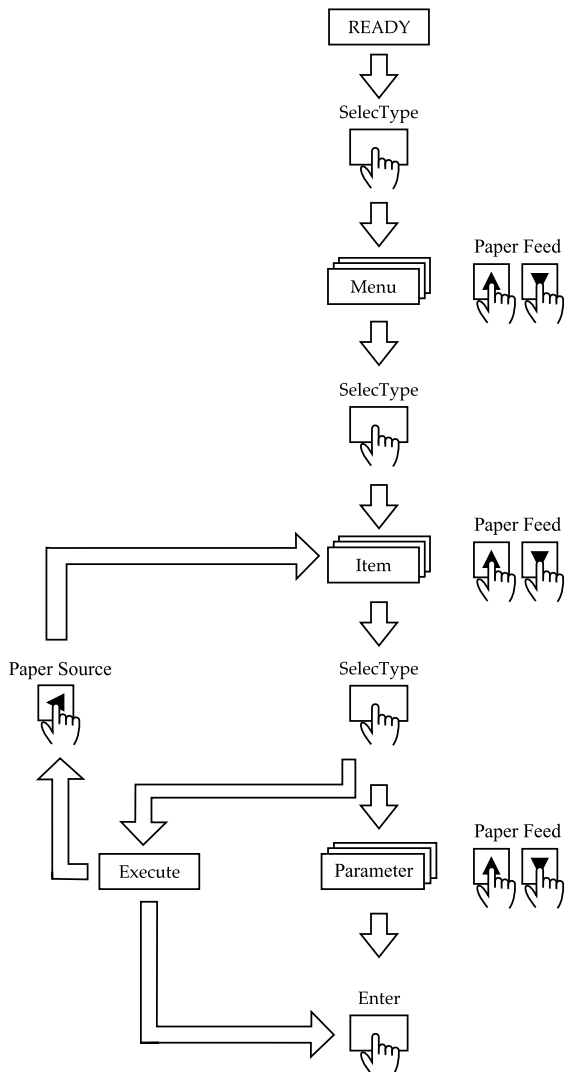 READY
SelecType
Paper Feed
Menu
SelecType
Paper Feed
Item
Paper Source
SelecType
Paper Feed
Execute
Parameter
Enter